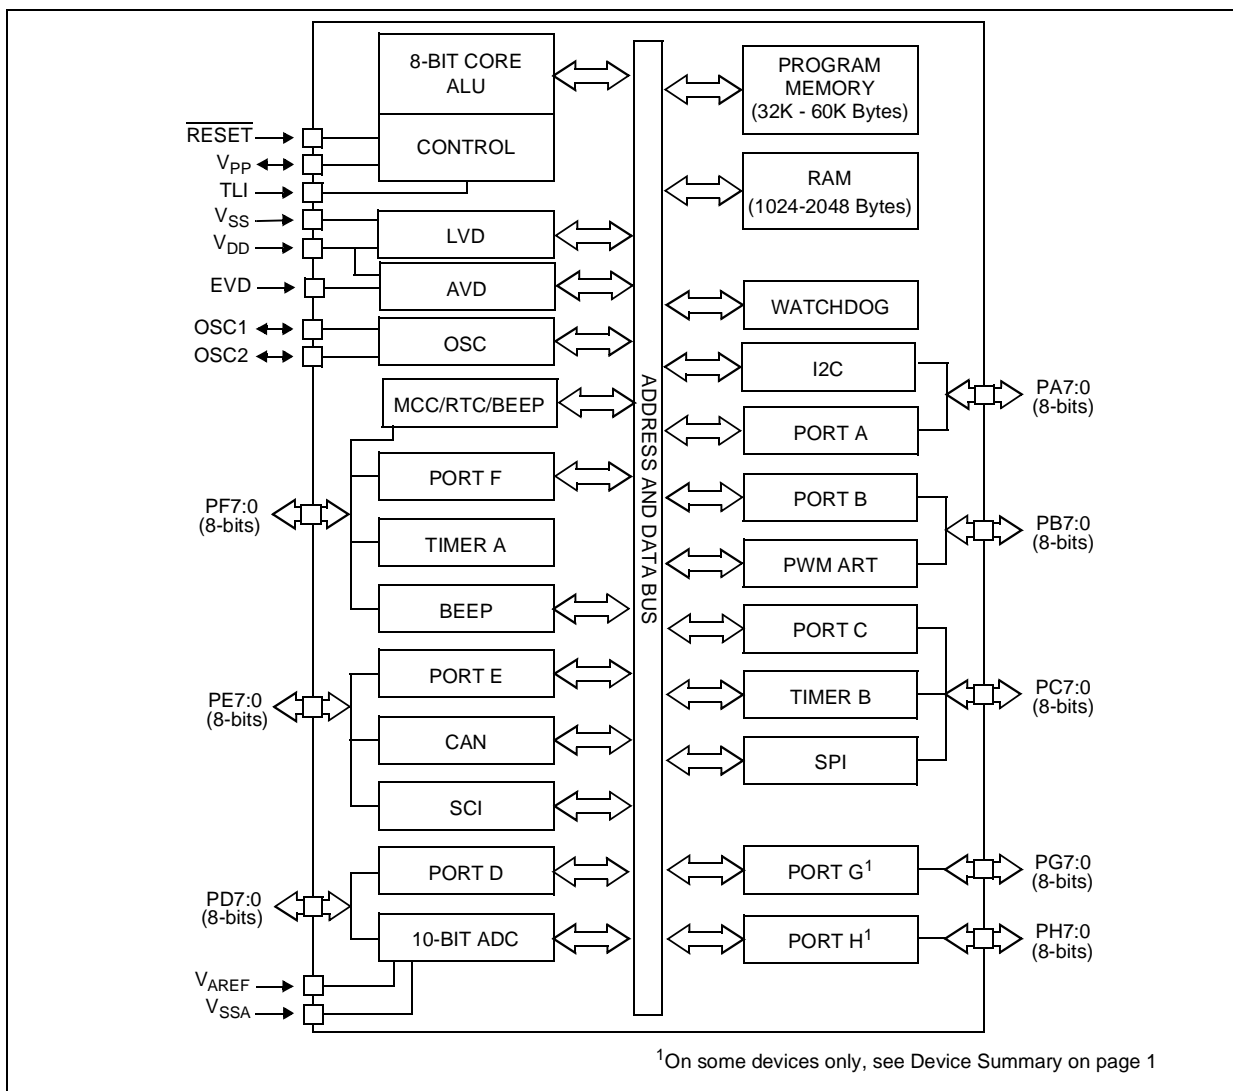 8-BIT CORE
ALU
CONTROL
RESET
VPP
TLI
VSS
VDD
EVD
OSC1
OSC2
LVD
AVD
OSC
MCC/RTC/BEEP
PORT F
TIMER A
BEEP
PF7:0
(8-bits)
PORT E
CAN
SCI
PE7:0
(8-bits)
PORT D
10-BIT ADC
PD7:0
(8-bits)
VAREF
VSSA
ADDRESS AND DATA BUS
PROGRAM
MEMORY
(32K - 60K Bytes)
RAM
(1024-2048 Bytes)
WATCHDOG
I2C
PORT A
PA7:0
(8-bits)
PORT B
PWM ART
PB7:0
(8-bits)
PORT C
TIMER B
SPI
PC7:0
(8-bits)
PORT G1
PG7:0
(8-bits)
PORT H1
PH7:0
(8-bits)
1On some devices only, see Device Summary on page 1